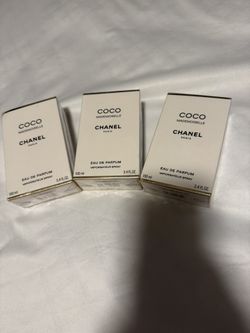 COCO
MADEMOISELLE
CHANEL
PARIS
EAU DE PARFUM
VAPORISATEUR SPRAY
100 ml
3.4 FL.OZ.
COCO
MADEMOISELLE
CHANEL
PARIS
EAU DE PARFUM
VAPORISATEUR SPRAY
100 ml
3.4 FL.OZ.
COCO
MADEMOISELLE
CHANEL
PARIS
EAU DE PARFUM
VAPORISATEUR SPRAY
100 ml
3.4 FL.OZ.